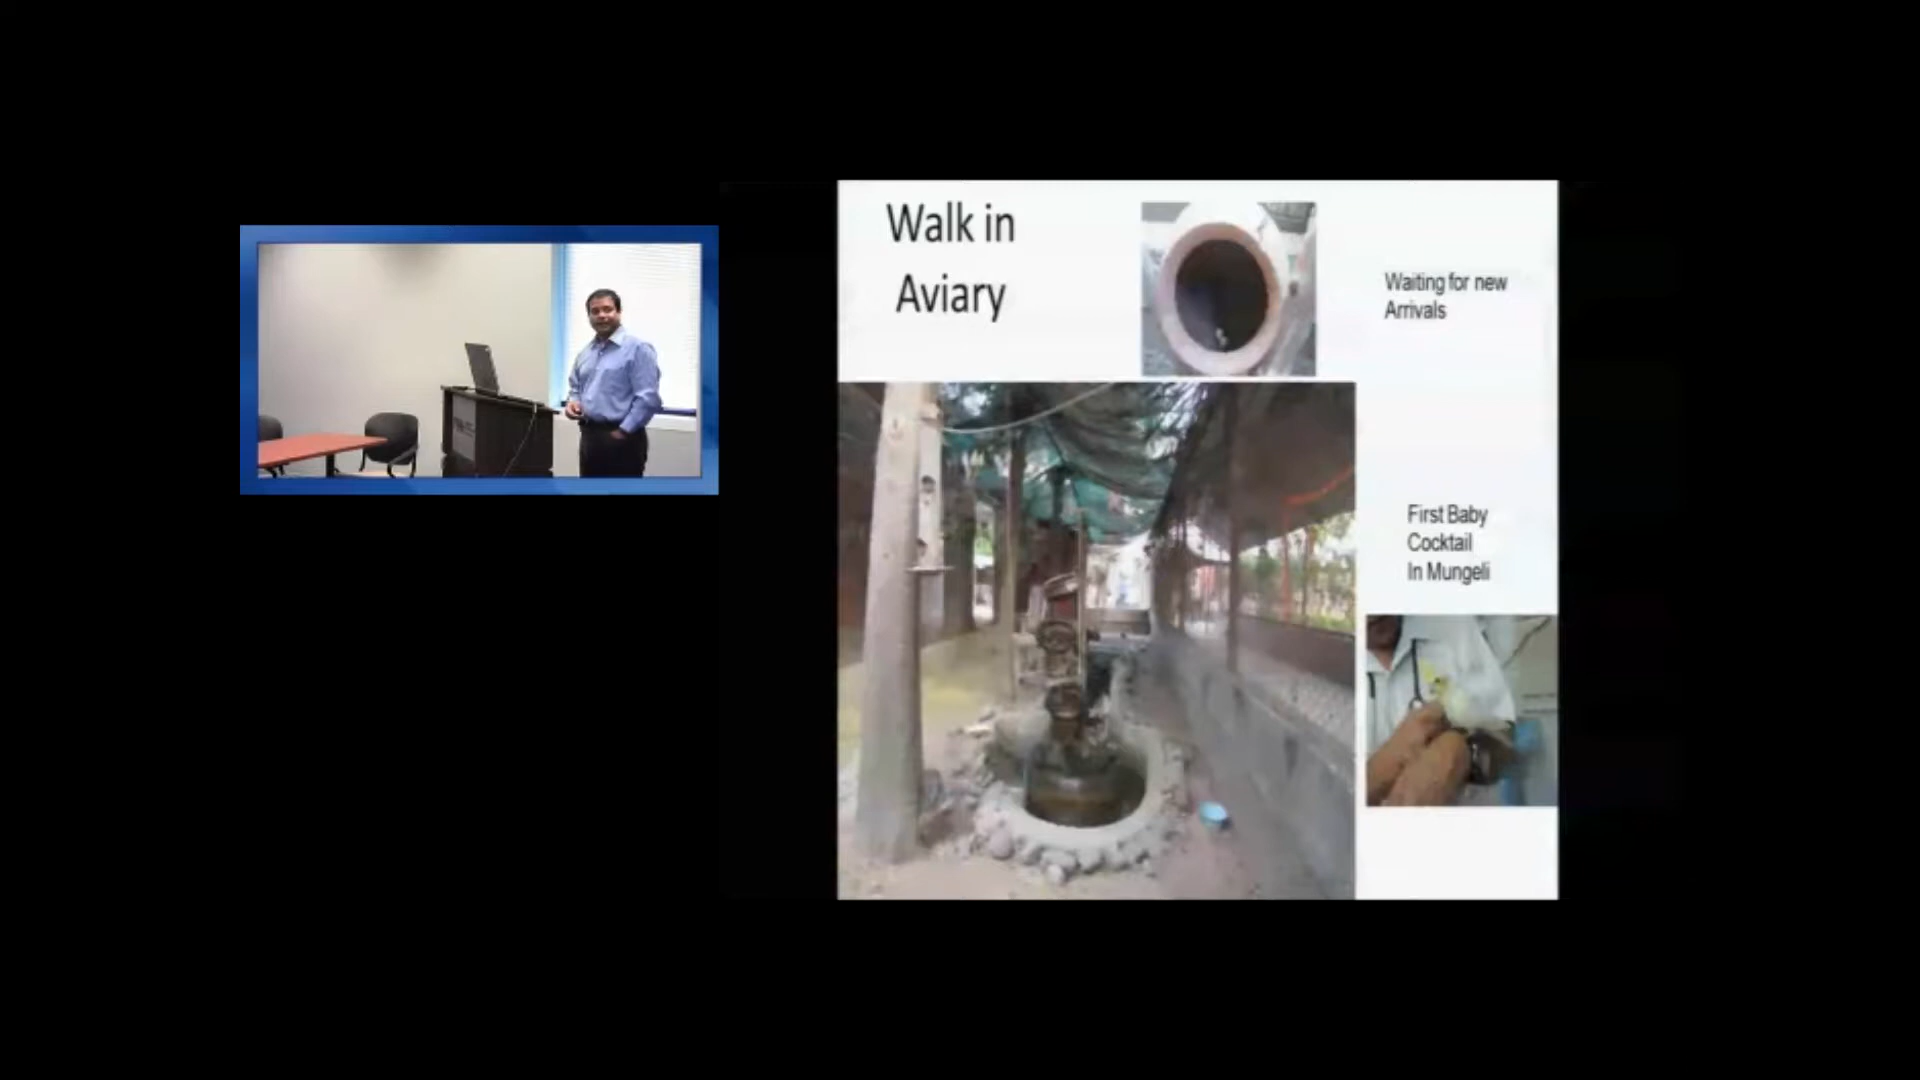 Walk in
Aviary
Waiting for new
Arrivals
First Baby
Cocktail
In Mungeli